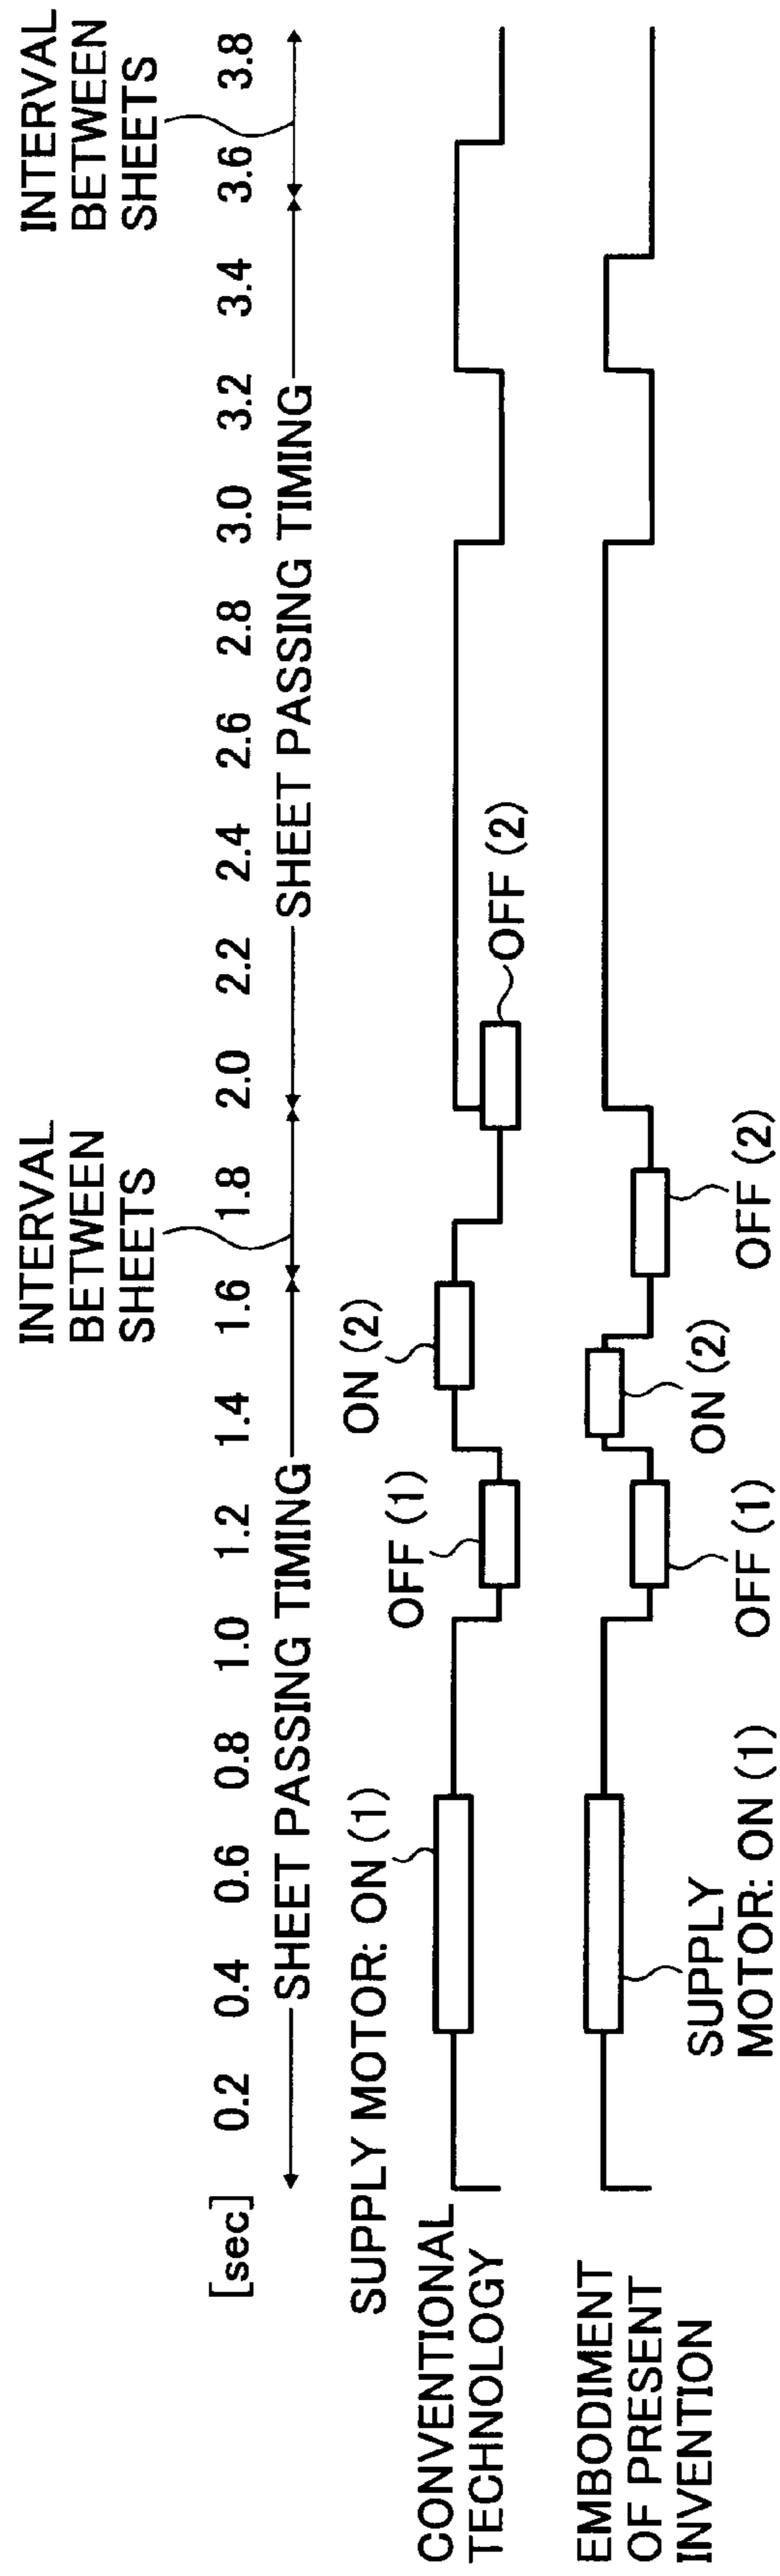 INTERVAL
BETWEEN
SHEETS
INTERVAL
BETWEEN
SHEETS
[sec] 0.2 0.4 0.6 0.8 1.0 1.2 1.4 1.6 1.8 2.0 2.2 2.4 2.6 2.8 3.0 3.2 3.4 3.6 3.8
SHEET PASSING TIMING
SHEET PASSING TIMING
SUPPLY MOTOR: ON (1)
OFF (1)
ON (2)
OFF (2)
CONVENTIONAL
TECHNOLOGY
EMBODIMENT
OF PRESENT
INVENTION
SUPPLY
MOTOR: ON (1)
OFF (1)
ON (2)
OFF (2)